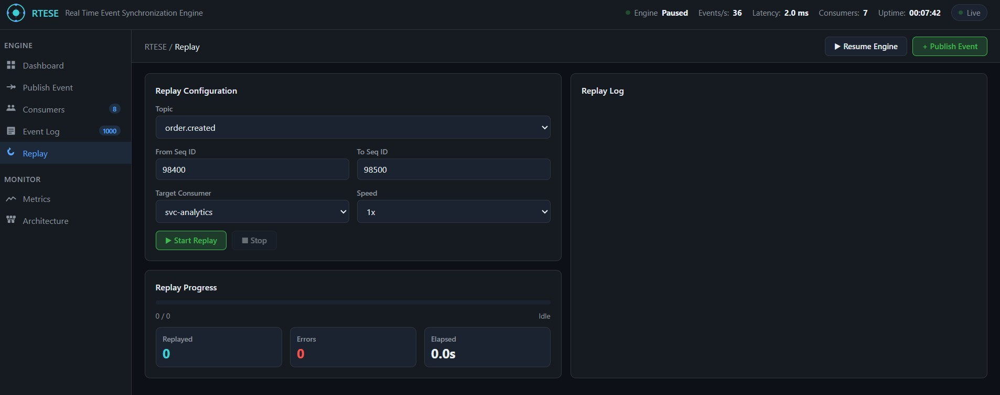 RTESE Real Time Event Synchronization Engine
Engine Paused Events/s: 36 Latency: 2.0 ms Consumers: 7 Uptime: 00:07:42 Live
ENGINE
Dashboard
Publish Event
Consumers 8
Event Log 1000
Replay
MONITOR
Metrics
Architecture
RTESE / Replay
▶ Resume Engine
+ Publish Event
Replay Configuration
Topic
order.created
From Seq ID To Seq ID
98400 98500
Target Consumer Speed
svc-analytics 1x
▶ Start Replay ■ Stop
Replay Progress
0 / 0 Idle
Replayed Errors Elapsed
0 0 0.0s
Replay Log